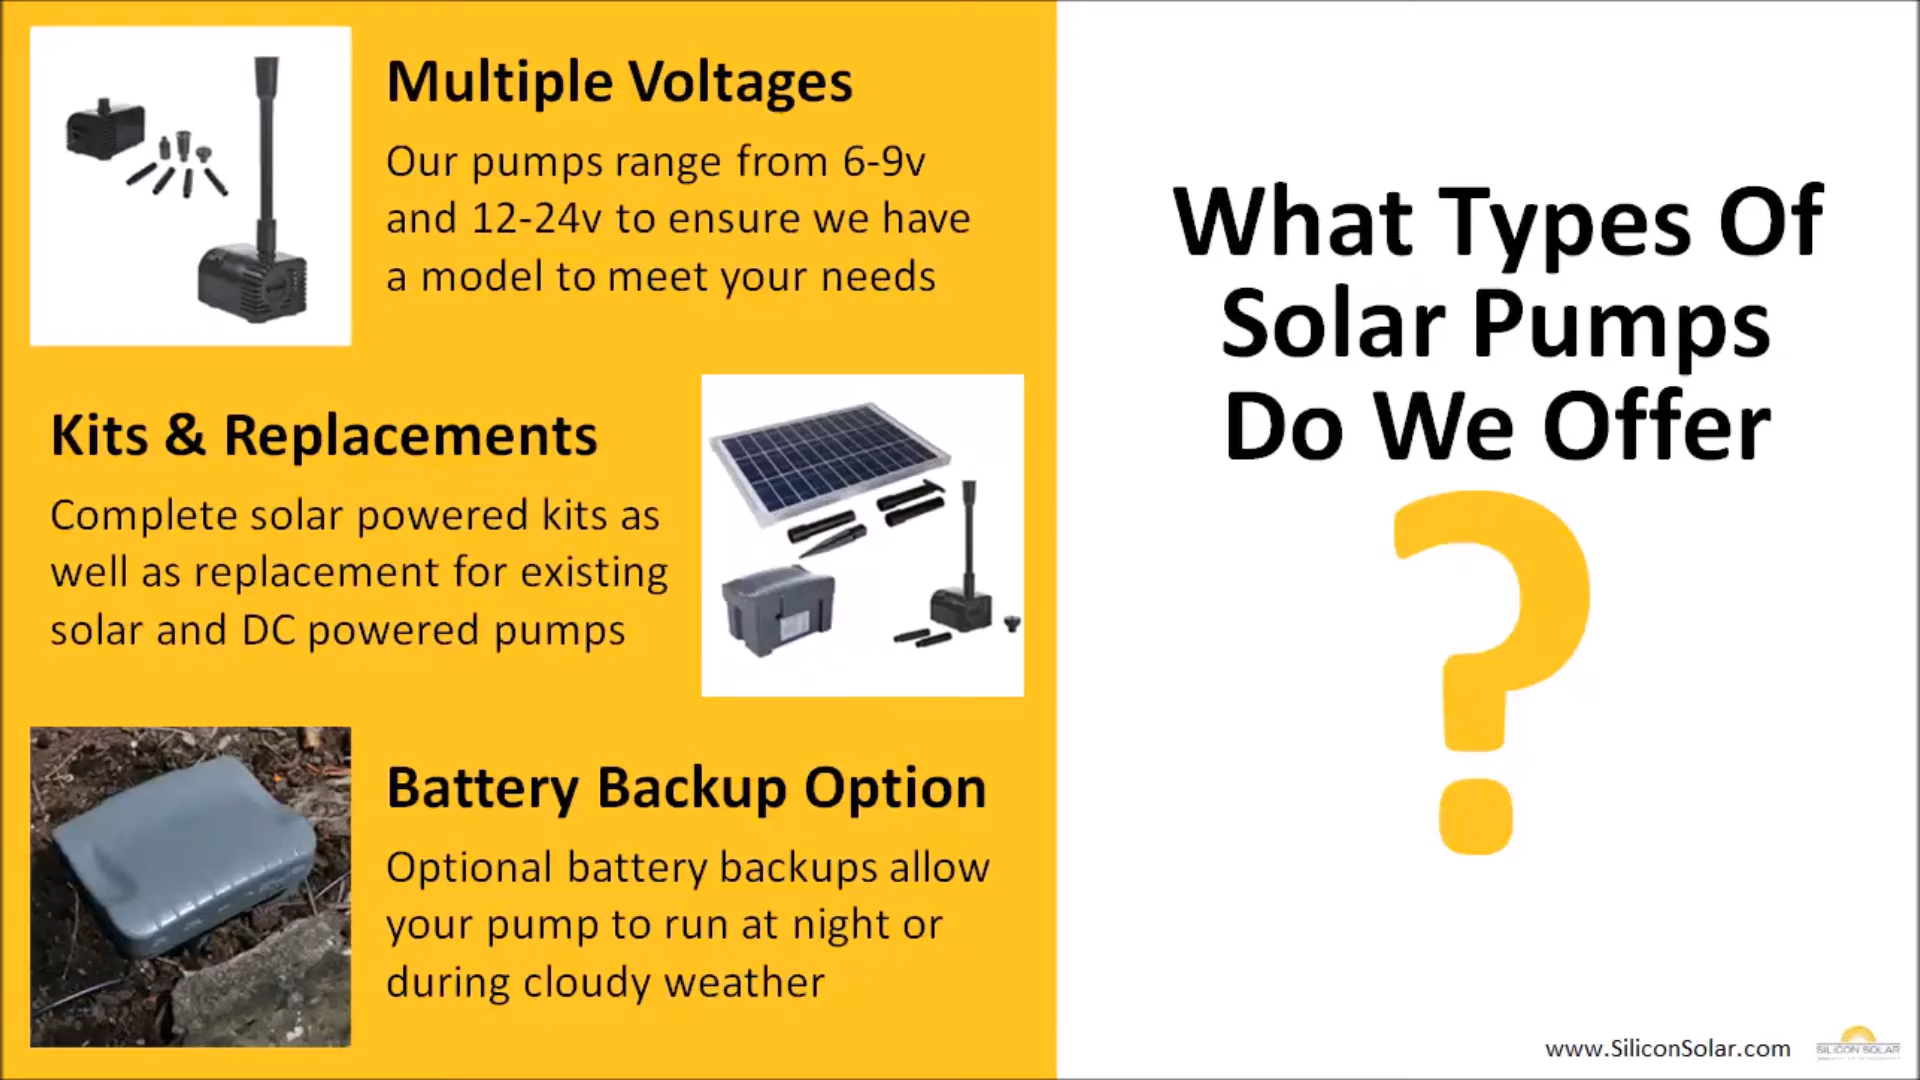 Multiple Voltages
Our pumps range from 6-9v
and 12-24v to ensure we have
a model to meet your needs
Kits & Replacements
Complete solar powered kits as
well as replacement for existing
solar and DC powered pumps
Battery Backup Option
Optional battery backups allow
your pump to run at night or
during cloudy weather
What Types Of
Solar Pumps
Do We Offer
?
www.SiliconSolar.com
SILICON SOLAR